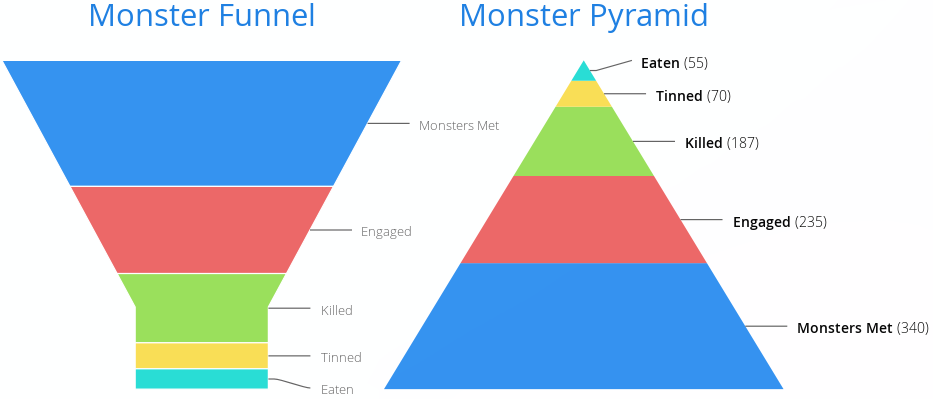 Monster Funnel
Monsters Met
Engaged
Killed
Tinned
Eaten
Monster Pyramid
Eaten (55)
Tinned (70)
Killed (187)
Engaged (235)
Monsters Met (340)